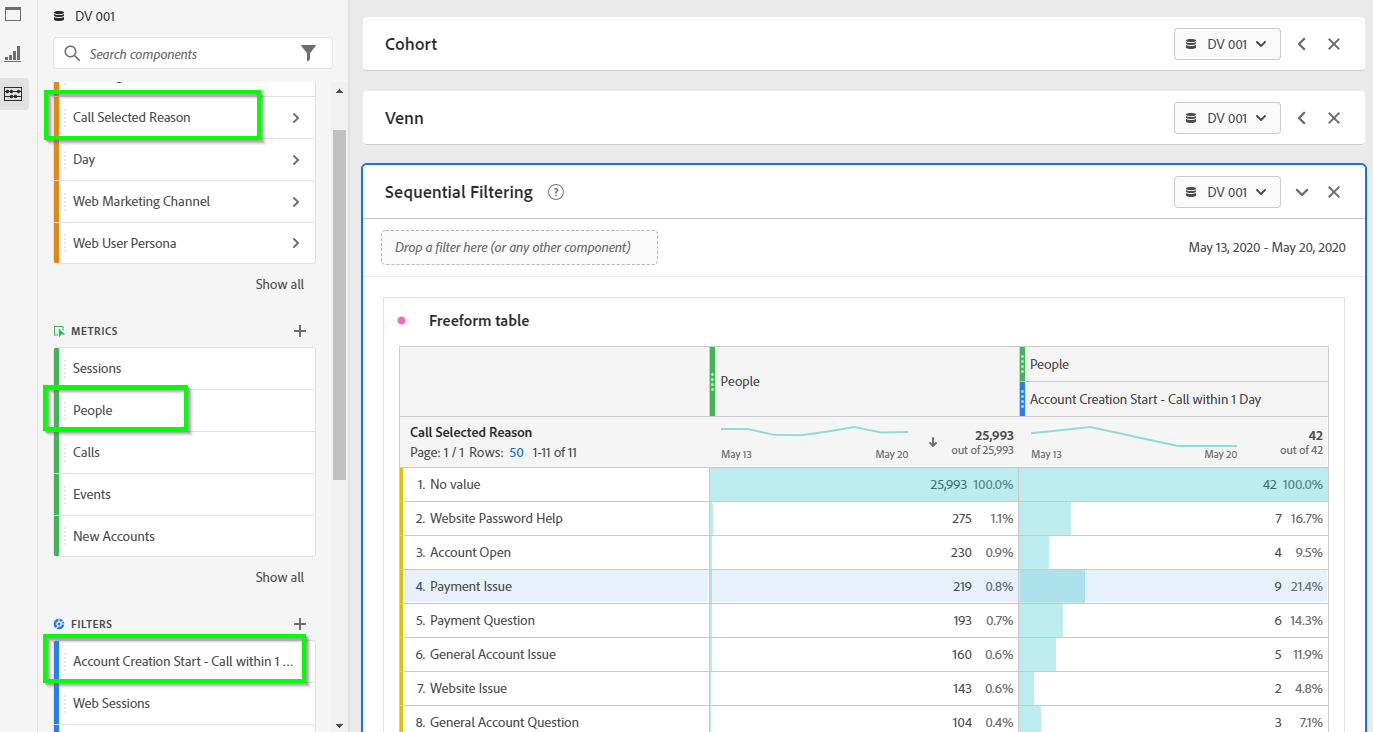 DV 001
Search components
Call Selected Reason
Day
Web Marketing Channel
Web User Persona
Show all
METRICS
Sessions
People
Calls
Events
New Accounts
Show all
FILTERS
Account Creation Start - Call within 1 ...
Web Sessions
Cohort
DV 001
Venn
DV 001
Sequential Filtering ?
DV 001
Drop a filter here (or any other component)
May 13, 2020 - May 20, 2020
Freeform table
People
People
Account Creation Start - Call within 1 Day
Call Selected Reason
Page: 1 / 1 Rows: 50 1-11 of 11
May 13 May 20
25,993
out of 25,993
May 13 May 20
42
out of 42
1. No value 25,993 100.0% 42 100.0%
2. Website Password Help 275 1.1% 7 16.7%
3. Account Open 230 0.9% 4 9.5%
4. Payment Issue 219 0.8% 9 21.4%
5. Payment Question 193 0.7% 6 14.3%
6. General Account Issue 160 0.6% 5 11.9%
7. Website Issue 143 0.6% 2 4.8%
8. General Account Question 104 0.4% 3 7.1%